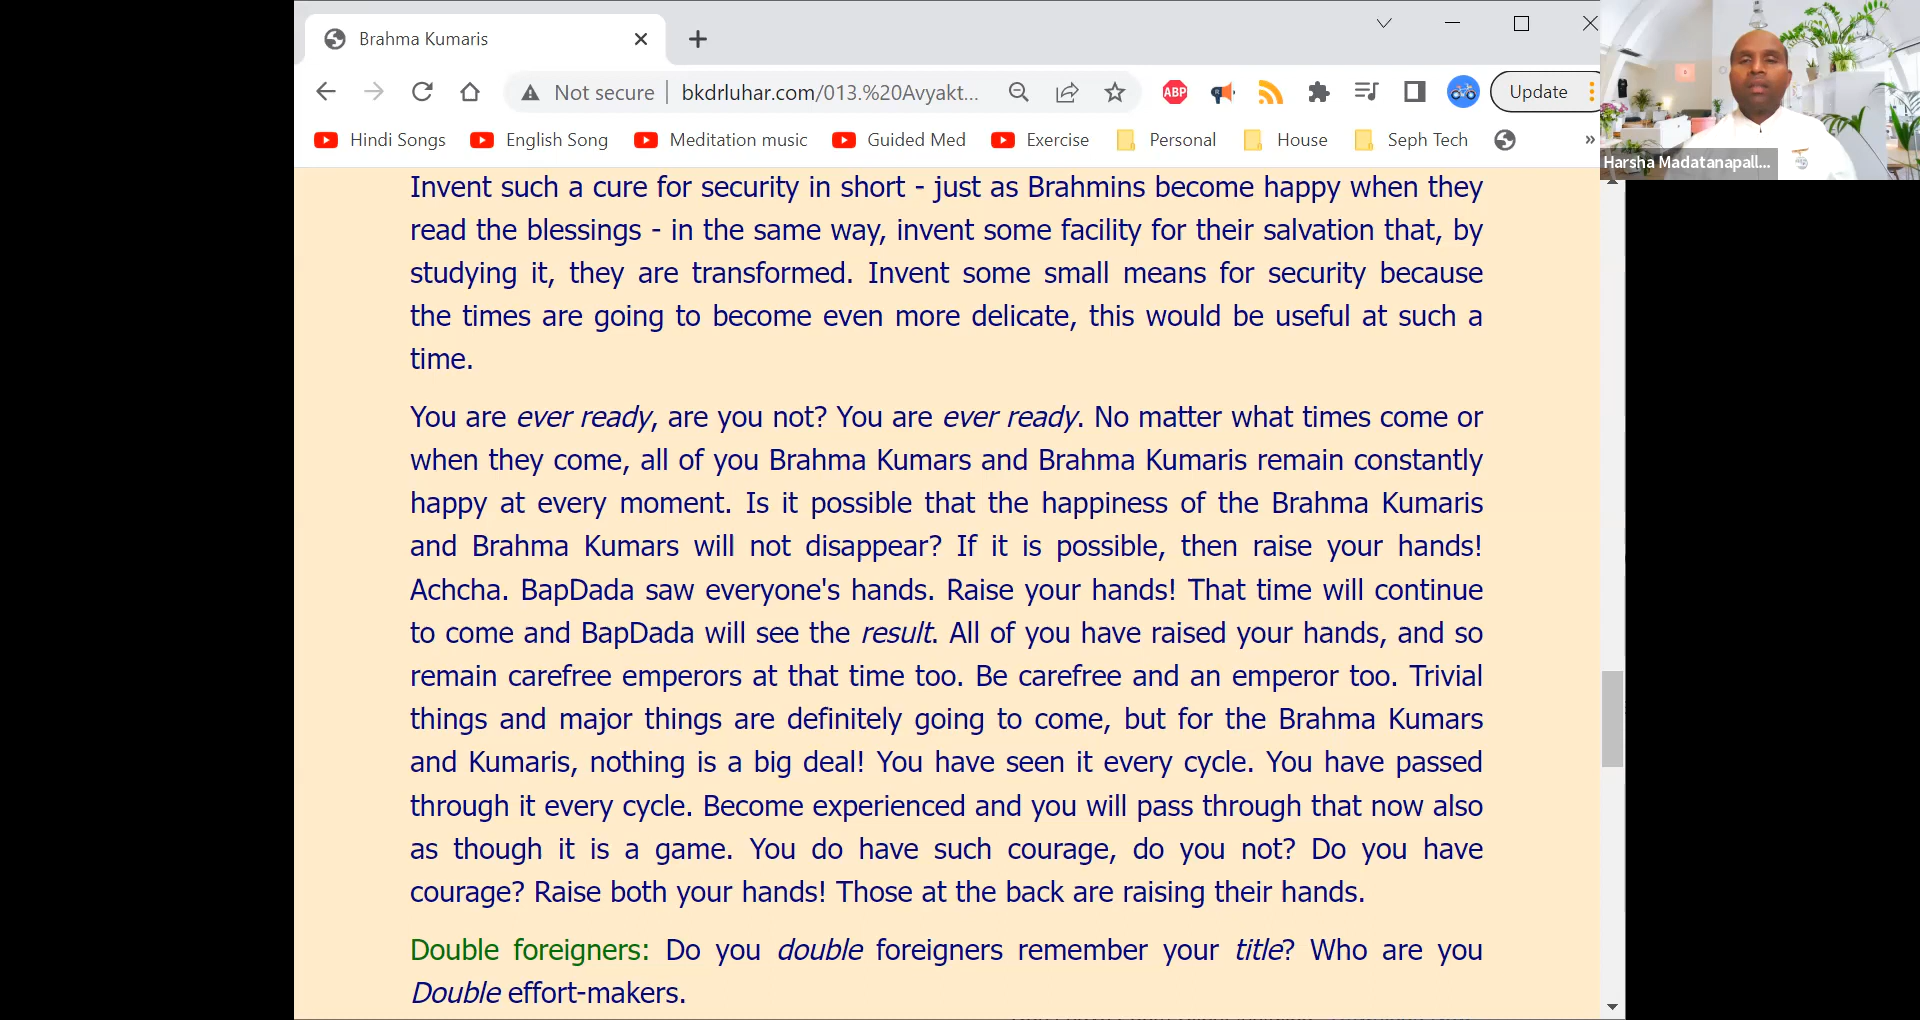 Brahma Kumaris
Not secure
bkdrluhar.com/013.%20Avyakt...
ABP
Update
Hindi Songs
English Song
Meditation music
Guided Med
Exercise
Personal
House
Seph Tech
»
Harsha Madatanapall...
Invent such a cure for security in short - just as Brahmins become happy when they
read the blessings - in the same way, invent some facility for their salvation that, by
studying it, they are transformed. Invent some small means for security because
the times are going to become even more delicate, this would be useful at such a
time.
You are ever ready, are you not? You are ever ready. No matter what times come or
when they come, all of you Brahma Kumars and Brahma Kumaris remain constantly
happy at every moment. Is it possible that the happiness of the Brahma Kumaris
and Brahma Kumars will not disappear? If it is possible, then raise your hands!
Achcha. BapDada saw everyone's hands. Raise your hands! That time will continue
to come and BapDada will see the result. All of you have raised your hands, and so
remain carefree emperors at that time too. Be carefree and an emperor too. Trivial
things and major things are definitely going to come, but for the Brahma Kumars
and Kumaris, nothing is a big deal! You have seen it every cycle. You have passed
through it every cycle. Become experienced and you will pass through that now also
as though it is a game. You do have such courage, do you not? Do you have
courage? Raise both your hands! Those at the back are raising their hands.
Double foreigners: Do you double foreigners remember your title? Who are you
Double effort-makers.